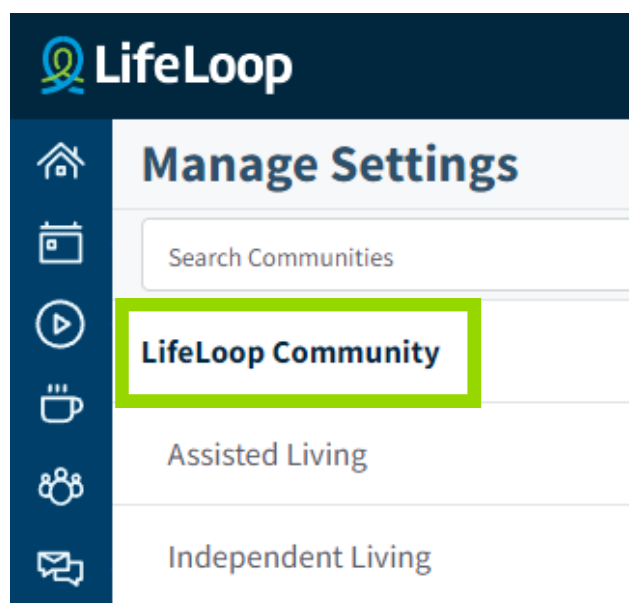 LifeLoop
Manage Settings
Search Communities
LifeLoop Community
Assisted Living
Independent Living